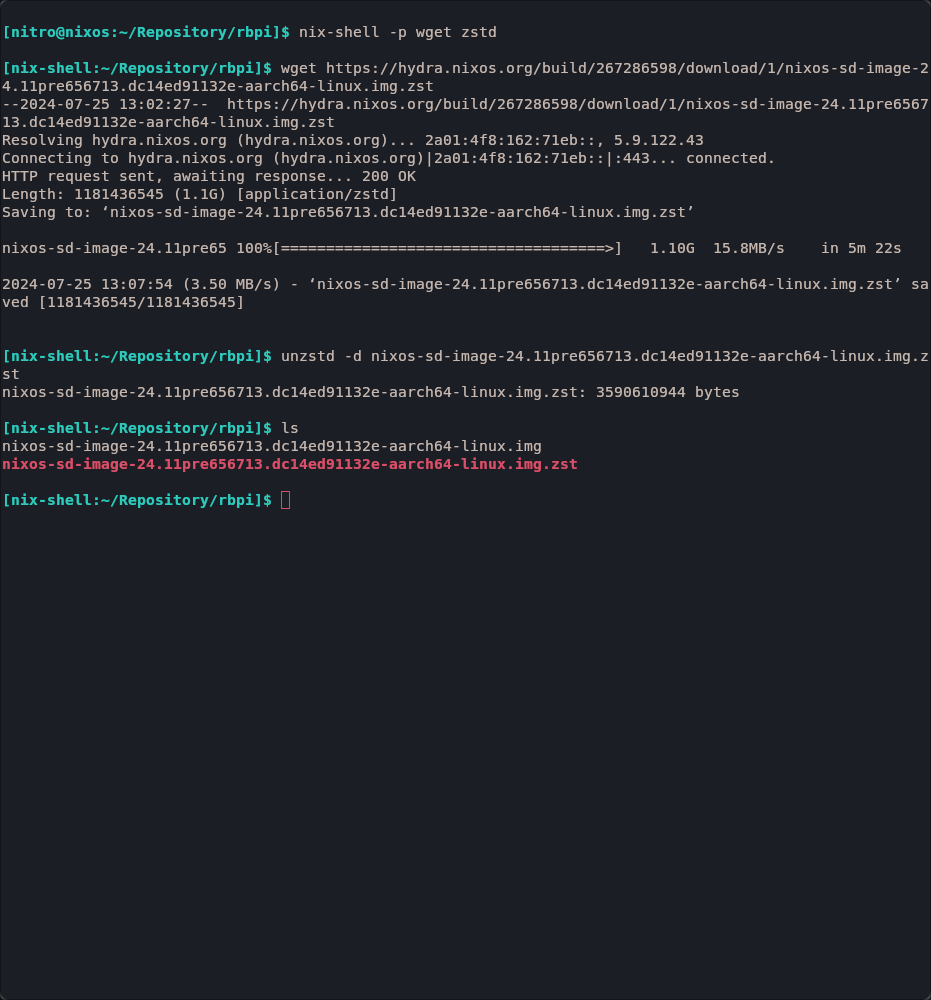 [nitro@nixos:~/Repository/rbpi]$ nix-shell -p wget zstd
[nix-shell:~/Repository/rbpi]$ wget https://hydra.nixos.org/build/267286598/download/1/nixos-sd-image-2
4.11pre656713.dc14ed91132e-aarch64-linux.img.zst
--2024-07-25 13:02:27--  https://hydra.nixos.org/build/267286598/download/1/nixos-sd-image-24.11pre6567
13.dc14ed91132e-aarch64-linux.img.zst
Resolving hydra.nixos.org (hydra.nixos.org)... 2a01:4f8:162:71eb::, 5.9.122.43
Connecting to hydra.nixos.org (hydra.nixos.org)|2a01:4f8:162:71eb::|:443... connected.
HTTP request sent, awaiting response... 200 OK
Length: 1181436545 (1.1G) [application/zstd]
Saving to: ‘nixos-sd-image-24.11pre656713.dc14ed91132e-aarch64-linux.img.zst’
nixos-sd-image-24.11pre65 100%[====================================>]   1.10G  15.8MB/s    in 5m 22s
2024-07-25 13:07:54 (3.50 MB/s) - ‘nixos-sd-image-24.11pre656713.dc14ed91132e-aarch64-linux.img.zst’ sa
ved [1181436545/1181436545]
[nix-shell:~/Repository/rbpi]$ unzstd -d nixos-sd-image-24.11pre656713.dc14ed91132e-aarch64-linux.img.z
st
nixos-sd-image-24.11pre656713.dc14ed91132e-aarch64-linux.img.zst: 3590610944 bytes
[nix-shell:~/Repository/rbpi]$ ls
nixos-sd-image-24.11pre656713.dc14ed91132e-aarch64-linux.img
nixos-sd-image-24.11pre656713.dc14ed91132e-aarch64-linux.img.zst
[nix-shell:~/Repository/rbpi]$